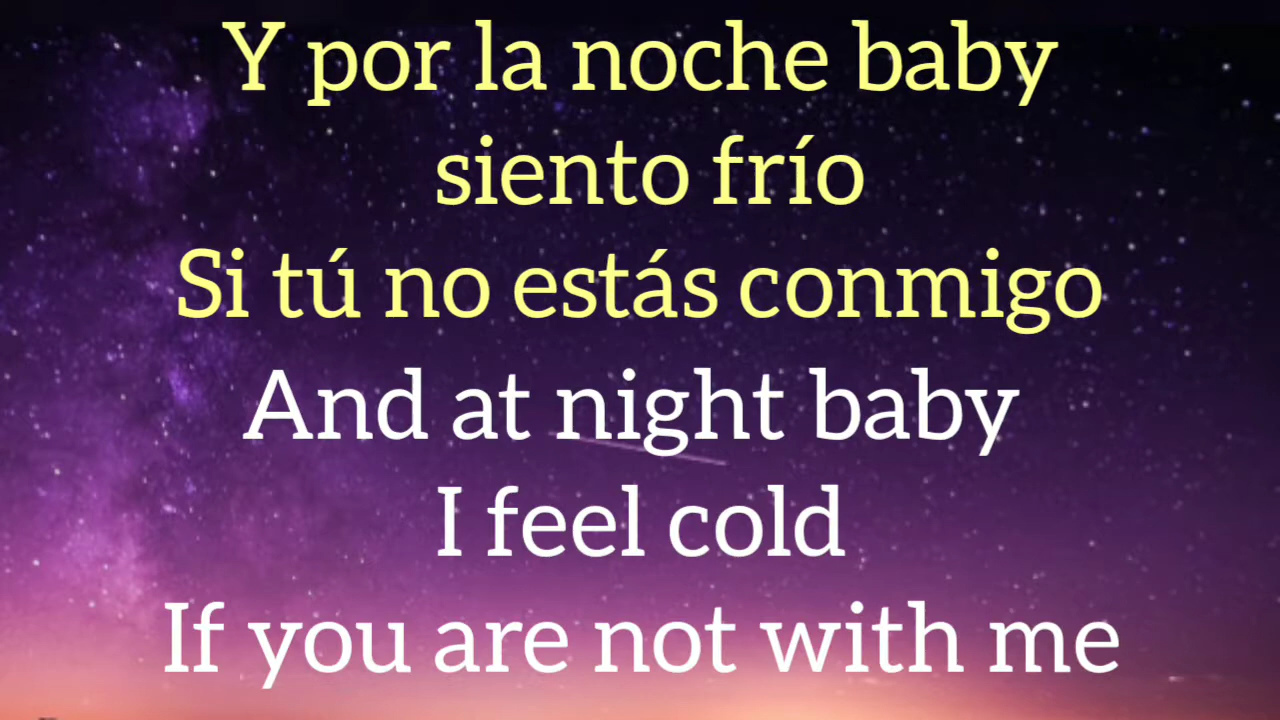 Y por la noche baby
siento frío
Si tú no estás conmigo
And at night baby
I feel cold
If you are not with me